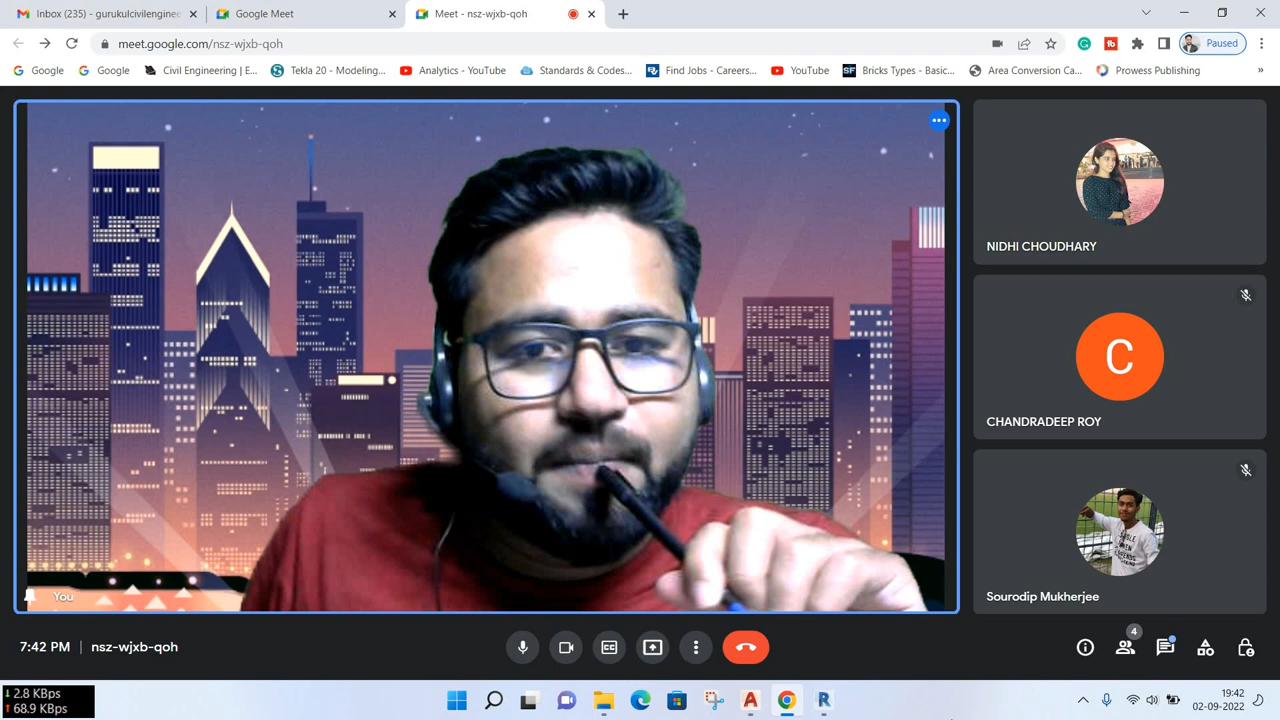 Inbox (235) - gurukulcivilenginee
Google Meet
Meet - nsz-wjxb-qoh
meet.google.com/nsz-wjxb-qoh
Paused
Google
Google
Civil Engineering | E...
Tekla 20 - Modeling...
Analytics - YouTube
Standards & Codes...
Find Jobs - Careers...
YouTube
SF
Bricks Types - Basic...
Area Conversion Ca...
Prowess Publishing
»
NIDHI CHOUDHARY
C
CHANDRADEEP ROY
Sourodip Mukherjee
You
7:42 PM | nsz-wjxb-qoh
CC
4
2.8 KBps
68.9 KBps
A
R
19:42
02-09-2022